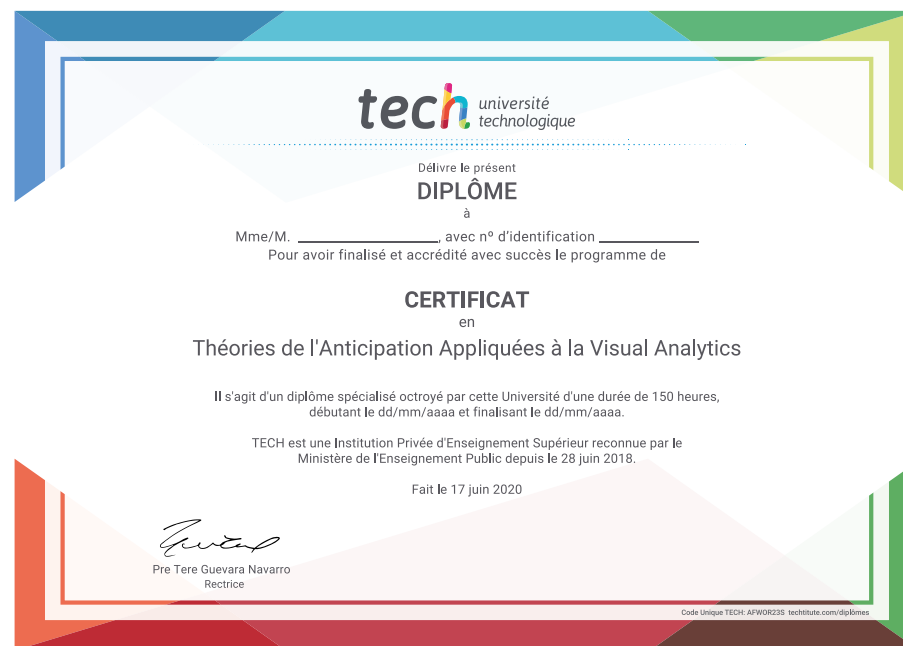 tech université
technologique
Délivre le présent
DIPLÔME
à
Mme/M. ____________________, avec nº d'identification ______________
Pour avoir finalisé et accrédité avec succès le programme de
CERTIFICAT
en
Théories de l'Anticipation Appliquées à la Visual Analytics
Il s'agit d'un diplôme spécialisé octroyé par cette Université d'une durée de 150 heures,
débutant le dd/mm/aaaa et finalisant le dd/mm/aaaa.
TECH est une Institution Privée d'Enseignement Supérieur reconnue par le
Ministère de l'Enseignement Public depuis le 28 juin 2018.
Fait le 17 juin 2020
Pre Tere Guevara Navarro
Rectrice
Code Unique TECH: AFWOR23S techtitute.com/diplômes